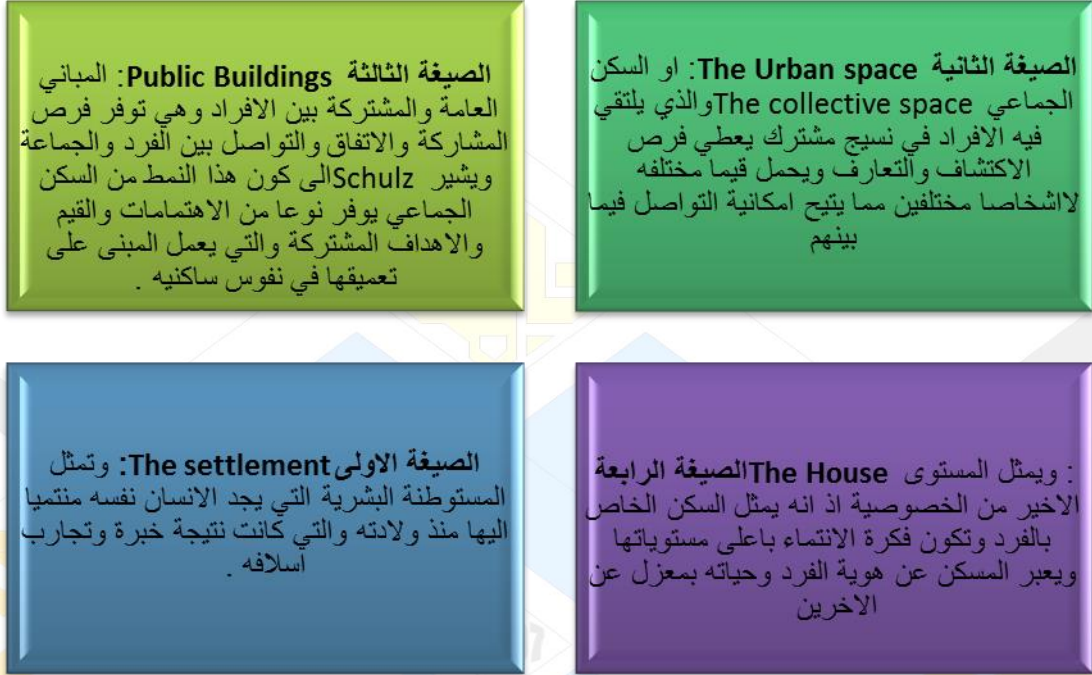 الصيغة الثانية The Urban space: او السكن
الجماعي The collective space والذي يلتقي
فيه الافراد في نسيج مشترك يعطي فرص
الاكتشاف والتعارف ويحمل قيما مختلفه
لااشخاصا مختلفين مما يتيح امكانية التواصل فيما
بينهم
الصيغة الثالثة Public Buildings: المباني
العامة والمشتركة بين الافراد وهي توفر فرص
المشاركة والاتفاق والتواصل بين الفرد والجماعة
ويشير Schulz الى كون هذا النمط من السكن
الجماعي يوفر نوعا من الاهتمامات والقيم
والاهداف المشتركة والتي يعمل المبنى على
تعميقها في نفوس ساكنيه .
الصيغة الرابعة The House : ويمثل المستوى
الاخير من الخصوصية اذ انه يمثل السكن الخاص
بالفرد وتكون فكرة الانتماء باعلى مستوياتها
ويعبر المسكن عن هوية الفرد وحياته بمعزل عن
الاخرين
الصيغة الاولى The settlement: وتمثل
المستوطنة البشرية التي يجد الانسان نفسه منتميا
اليها منذ ولادته والتي كانت نتيجة خبرة وتجارب
اسلافه .